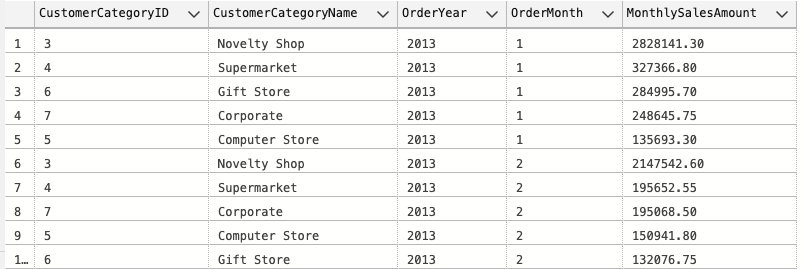 CustomerCategoryID CustomerCategoryName OrderYear OrderMonth MonthlySalesAmount
1 3 Novelty Shop 2013 1 2828141.30
2 4 Supermarket 2013 1 327366.80
3 6 Gift Store 2013 1 284995.70
4 7 Corporate 2013 1 248645.75
5 5 Computer Store 2013 1 135693.30
6 3 Novelty Shop 2013 2 2147542.60
7 4 Supermarket 2013 2 195652.55
8 7 Corporate 2013 2 195068.50
9 5 Computer Store 2013 2 150941.80
1… 6 Gift Store 2013 2 132076.75